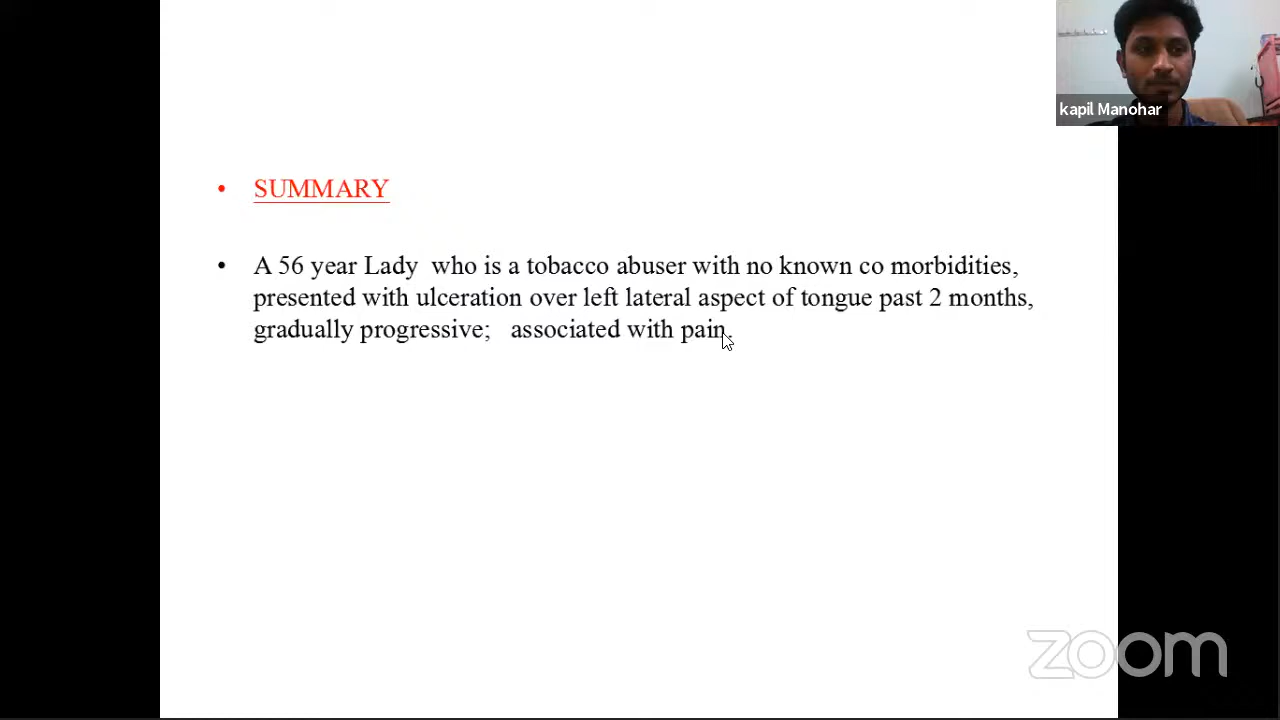 kapil Manohar
• SUMMARY
• A 56 year Lady who is a tobacco abuser with no known co morbidities,
presented with ulceration over left lateral aspect of tongue past 2 months,
gradually progressive; associated with pain.
zoom